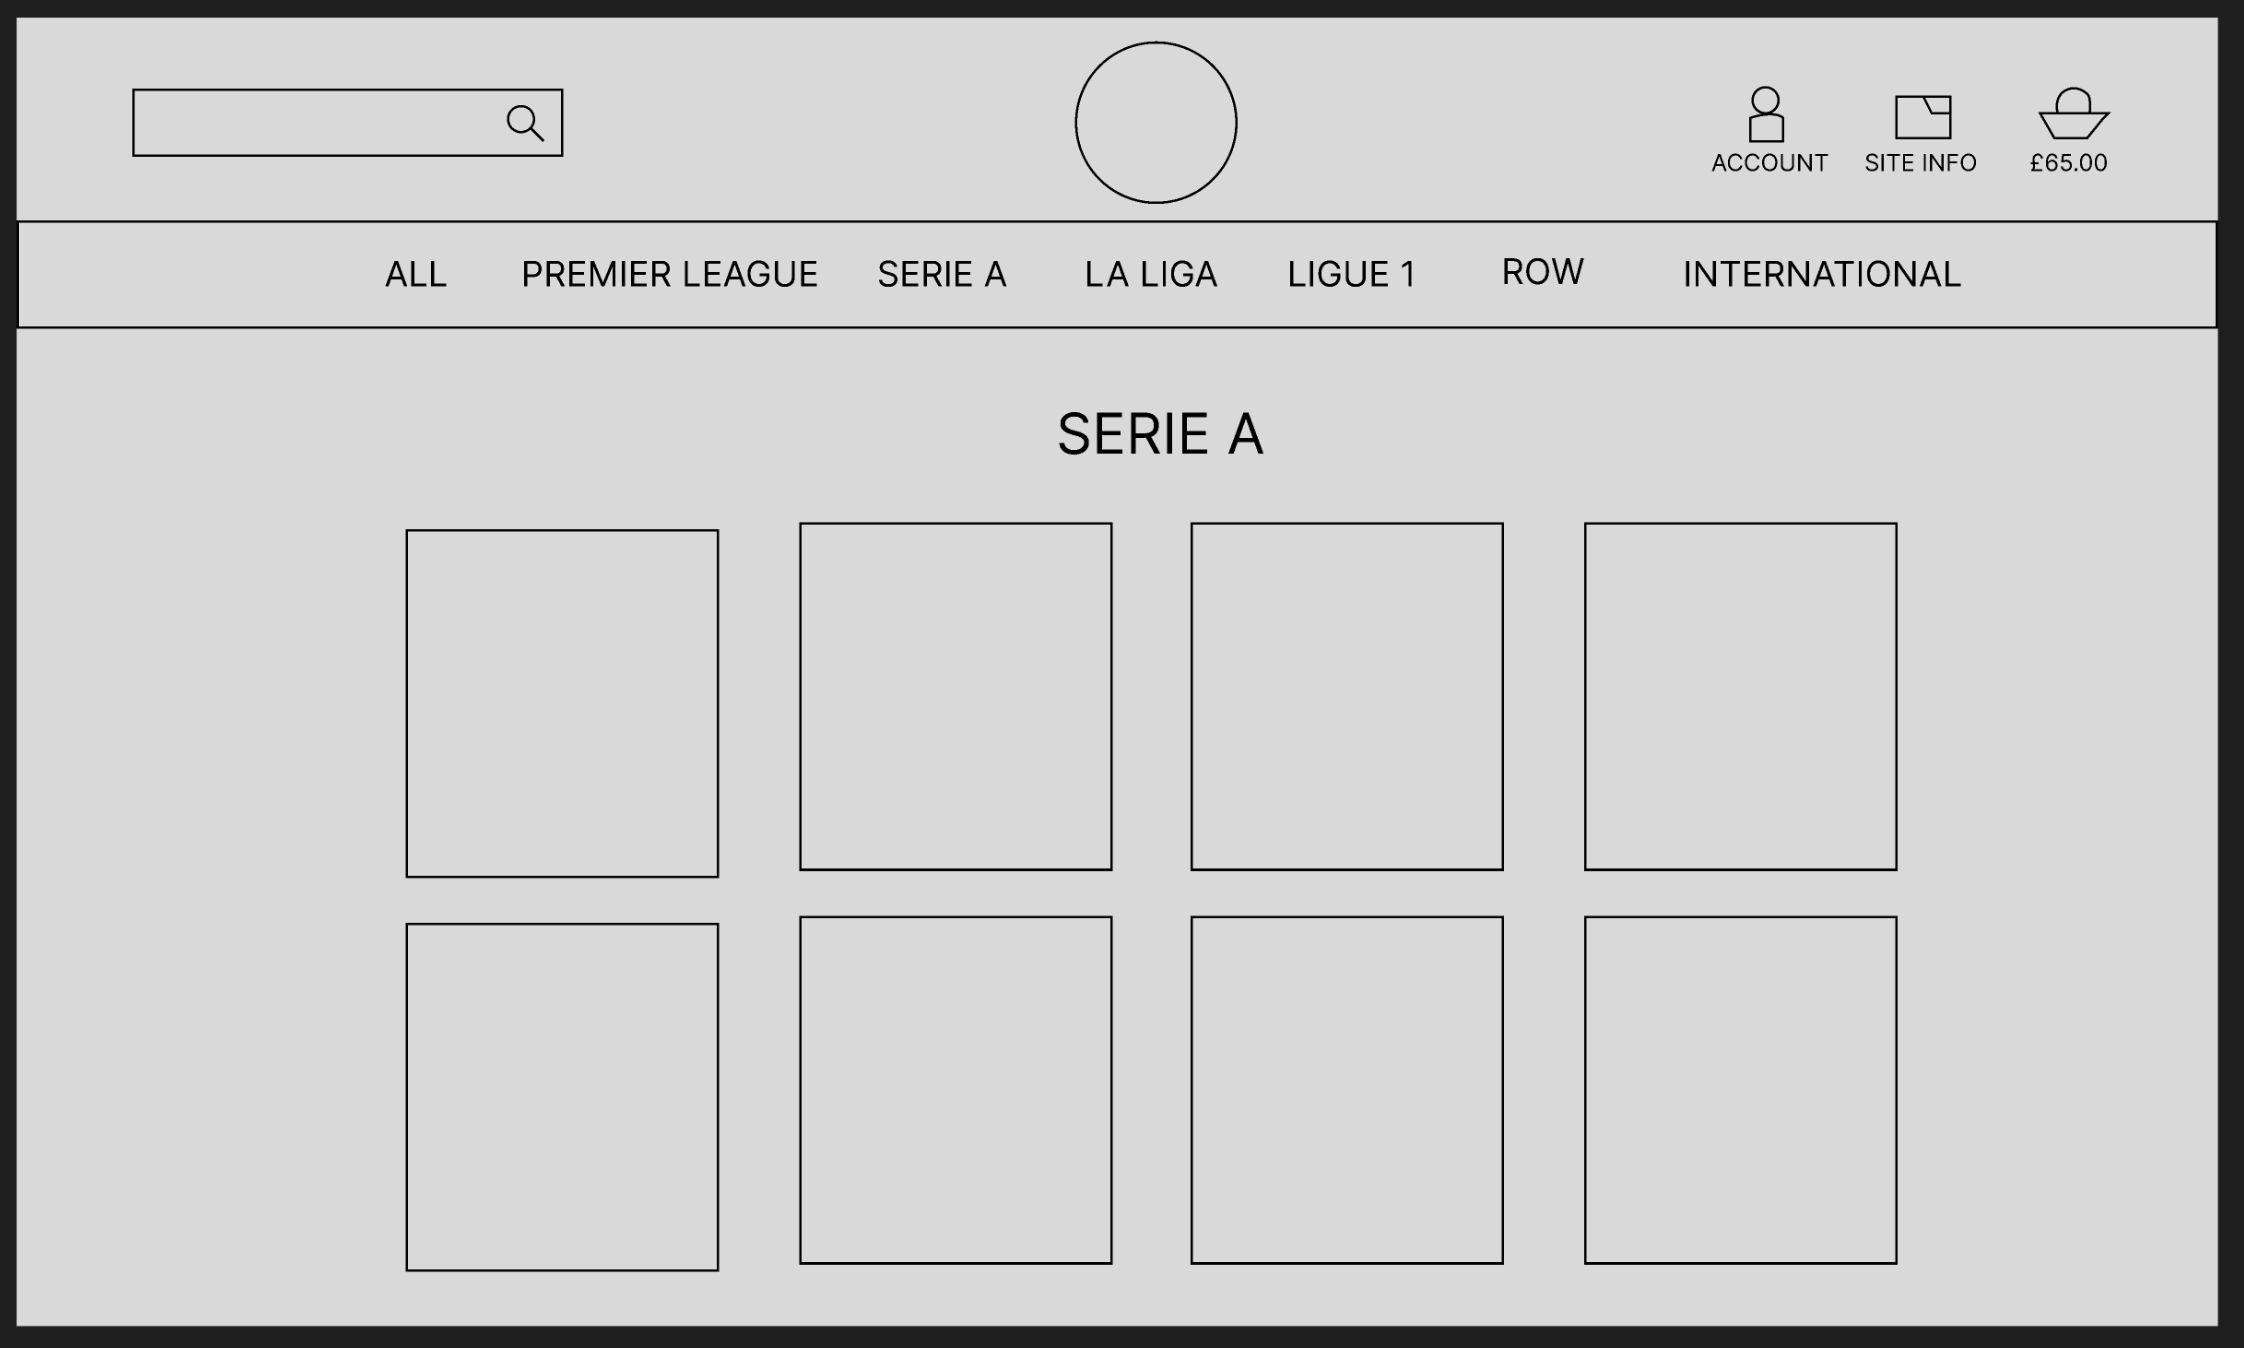 ACCOUNT SITE INFO £65.00
ALL PREMIER LEAGUE SERIE A LA LIGA LIGUE 1 ROW INTERNATIONAL
SERIE A